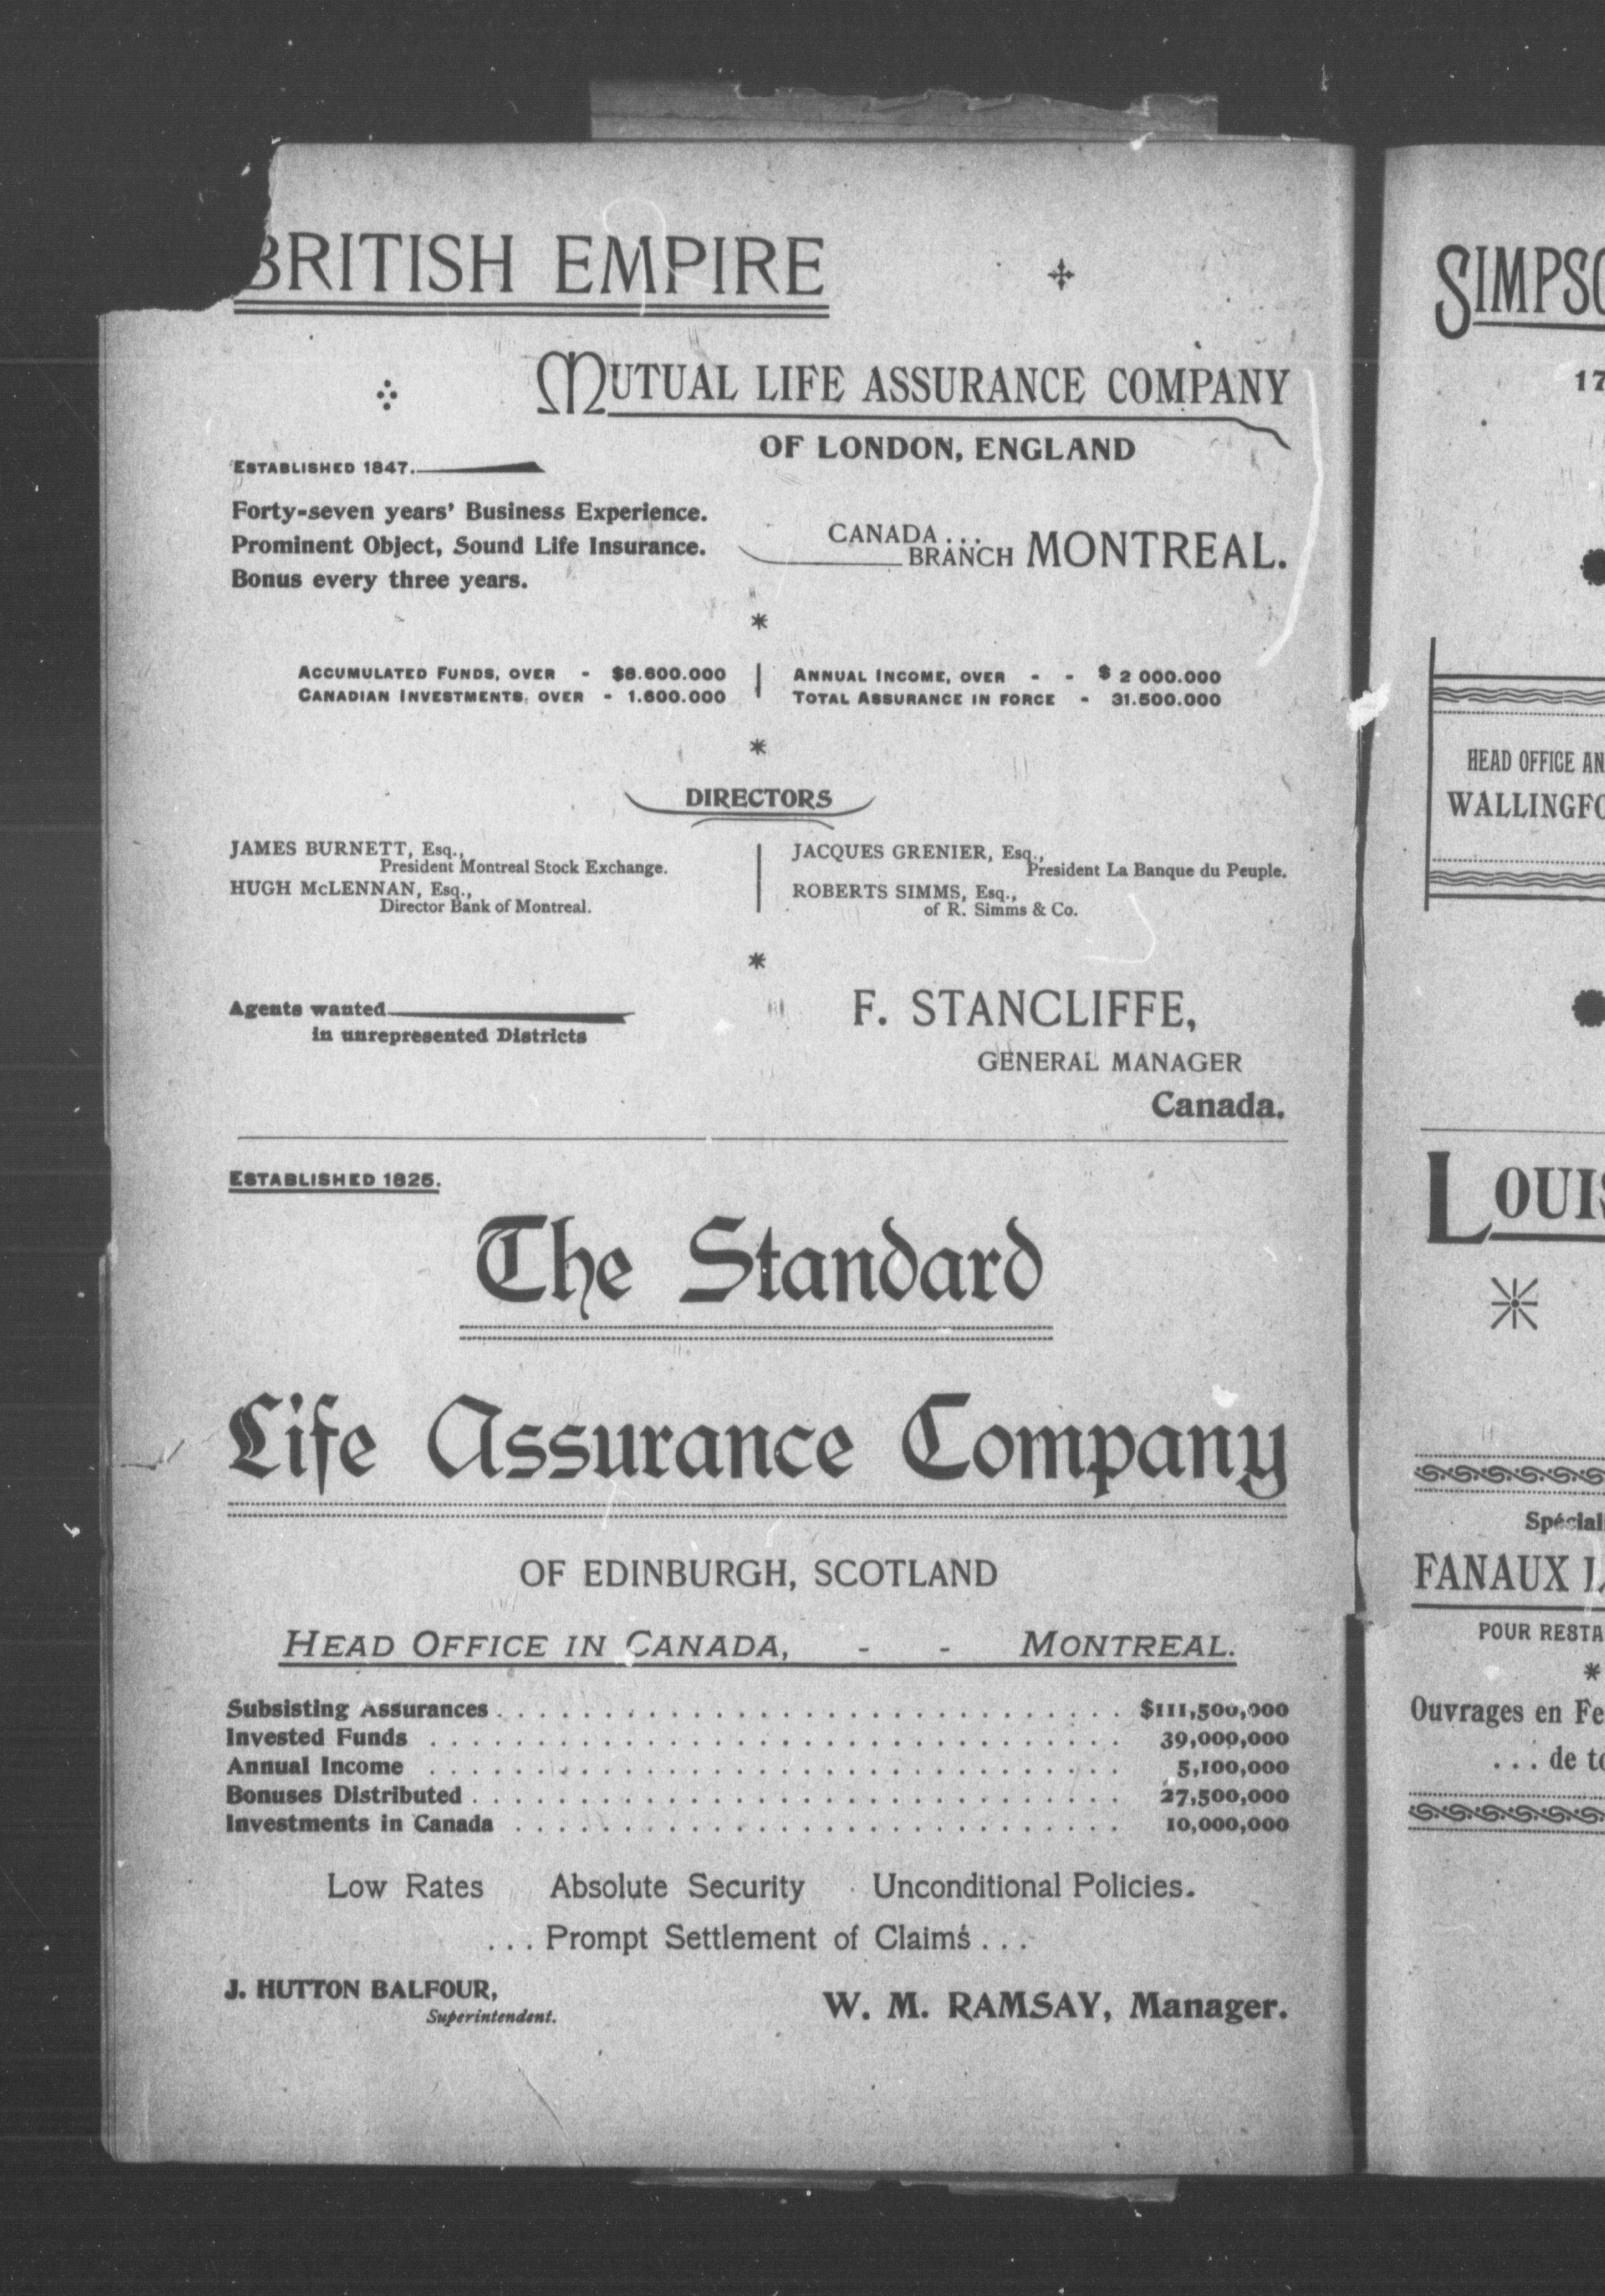 BRITISH EMPIRE
MUTUAL LIFE ASSURANCE COMPANY
OF LONDON, ENGLAND
ESTABLISHED 1847.
Forty-seven years' Business Experience.
Prominent Object, Sound Life Insurance.
Bonus every three years.
CANADA...
BRANCH MONTREAL.
ACCUMULATED FUNDS, OVER - $8.600.000
CANADIAN INVESTMENTS, OVER - 1.600.000
ANNUAL INCOME, OVER - - $ 2 000.000
TOTAL ASSURANCE IN FORCE - 31.500.000
DIRECTORS
JAMES BURNETT, Esq.,
President Montreal Stock Exchange.
HUGH McLENNAN, Esq.,
Director Bank of Montreal.
JACQUES GRENIER, Esq.,
President La Banque du Peuple.
ROBERTS SIMMS, Esq.,
of R. Simms & Co.
Agents wanted
in unrepresented Districts
F. STANCLIFFE,
GENERAL MANAGER
Canada.
ESTABLISHED 1825.
The Standard
Life Assurance Company
OF EDINBURGH, SCOTLAND
HEAD OFFICE IN CANADA, - - MONTREAL.
Subsisting Assurances . . . . . $111,500,000
Invested Funds . . . . . 39,000,000
Annual Income . . . . . 5,100,000
Bonuses Distributed . . . . . 27,500,000
Investments in Canada . . . . . 10,000,000
Low Rates Absolute Security Unconditional Policies.
... Prompt Settlement of Claims ...
J. HUTTON BALFOUR,
Superintendent.
W. M. RAMSAY, Manager.
SIMPSO
17
HEAD OFFICE AN
WALLINGFO
LOUIS
Spécial
FANAUX
POUR RESTA
Ouvrages en Fe
... de to